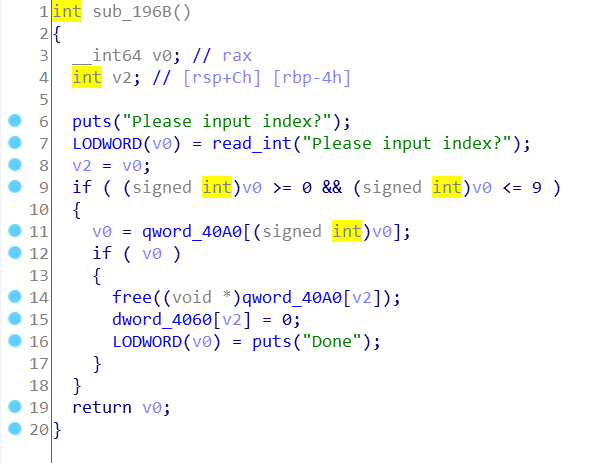 1 int sub_196B()
2 {
3   __int64 v0; // rax
4   int v2; // [rsp+Ch] [rbp-4h]
5
6   puts("Please input index?");
7   LODWORD(v0) = read_int("Please input index?");
8   v2 = v0;
9   if ( (signed int)v0 >= 0 && (signed int)v0 <= 9 )
10   {
11     v0 = qword_40A0[(signed int)v0];
12     if ( v0 )
13     {
14       free((void *)qword_40A0[v2]);
15       dword_4060[v2] = 0;
16       LODWORD(v0) = puts("Done");
17     }
18   }
19   return v0;
20 }